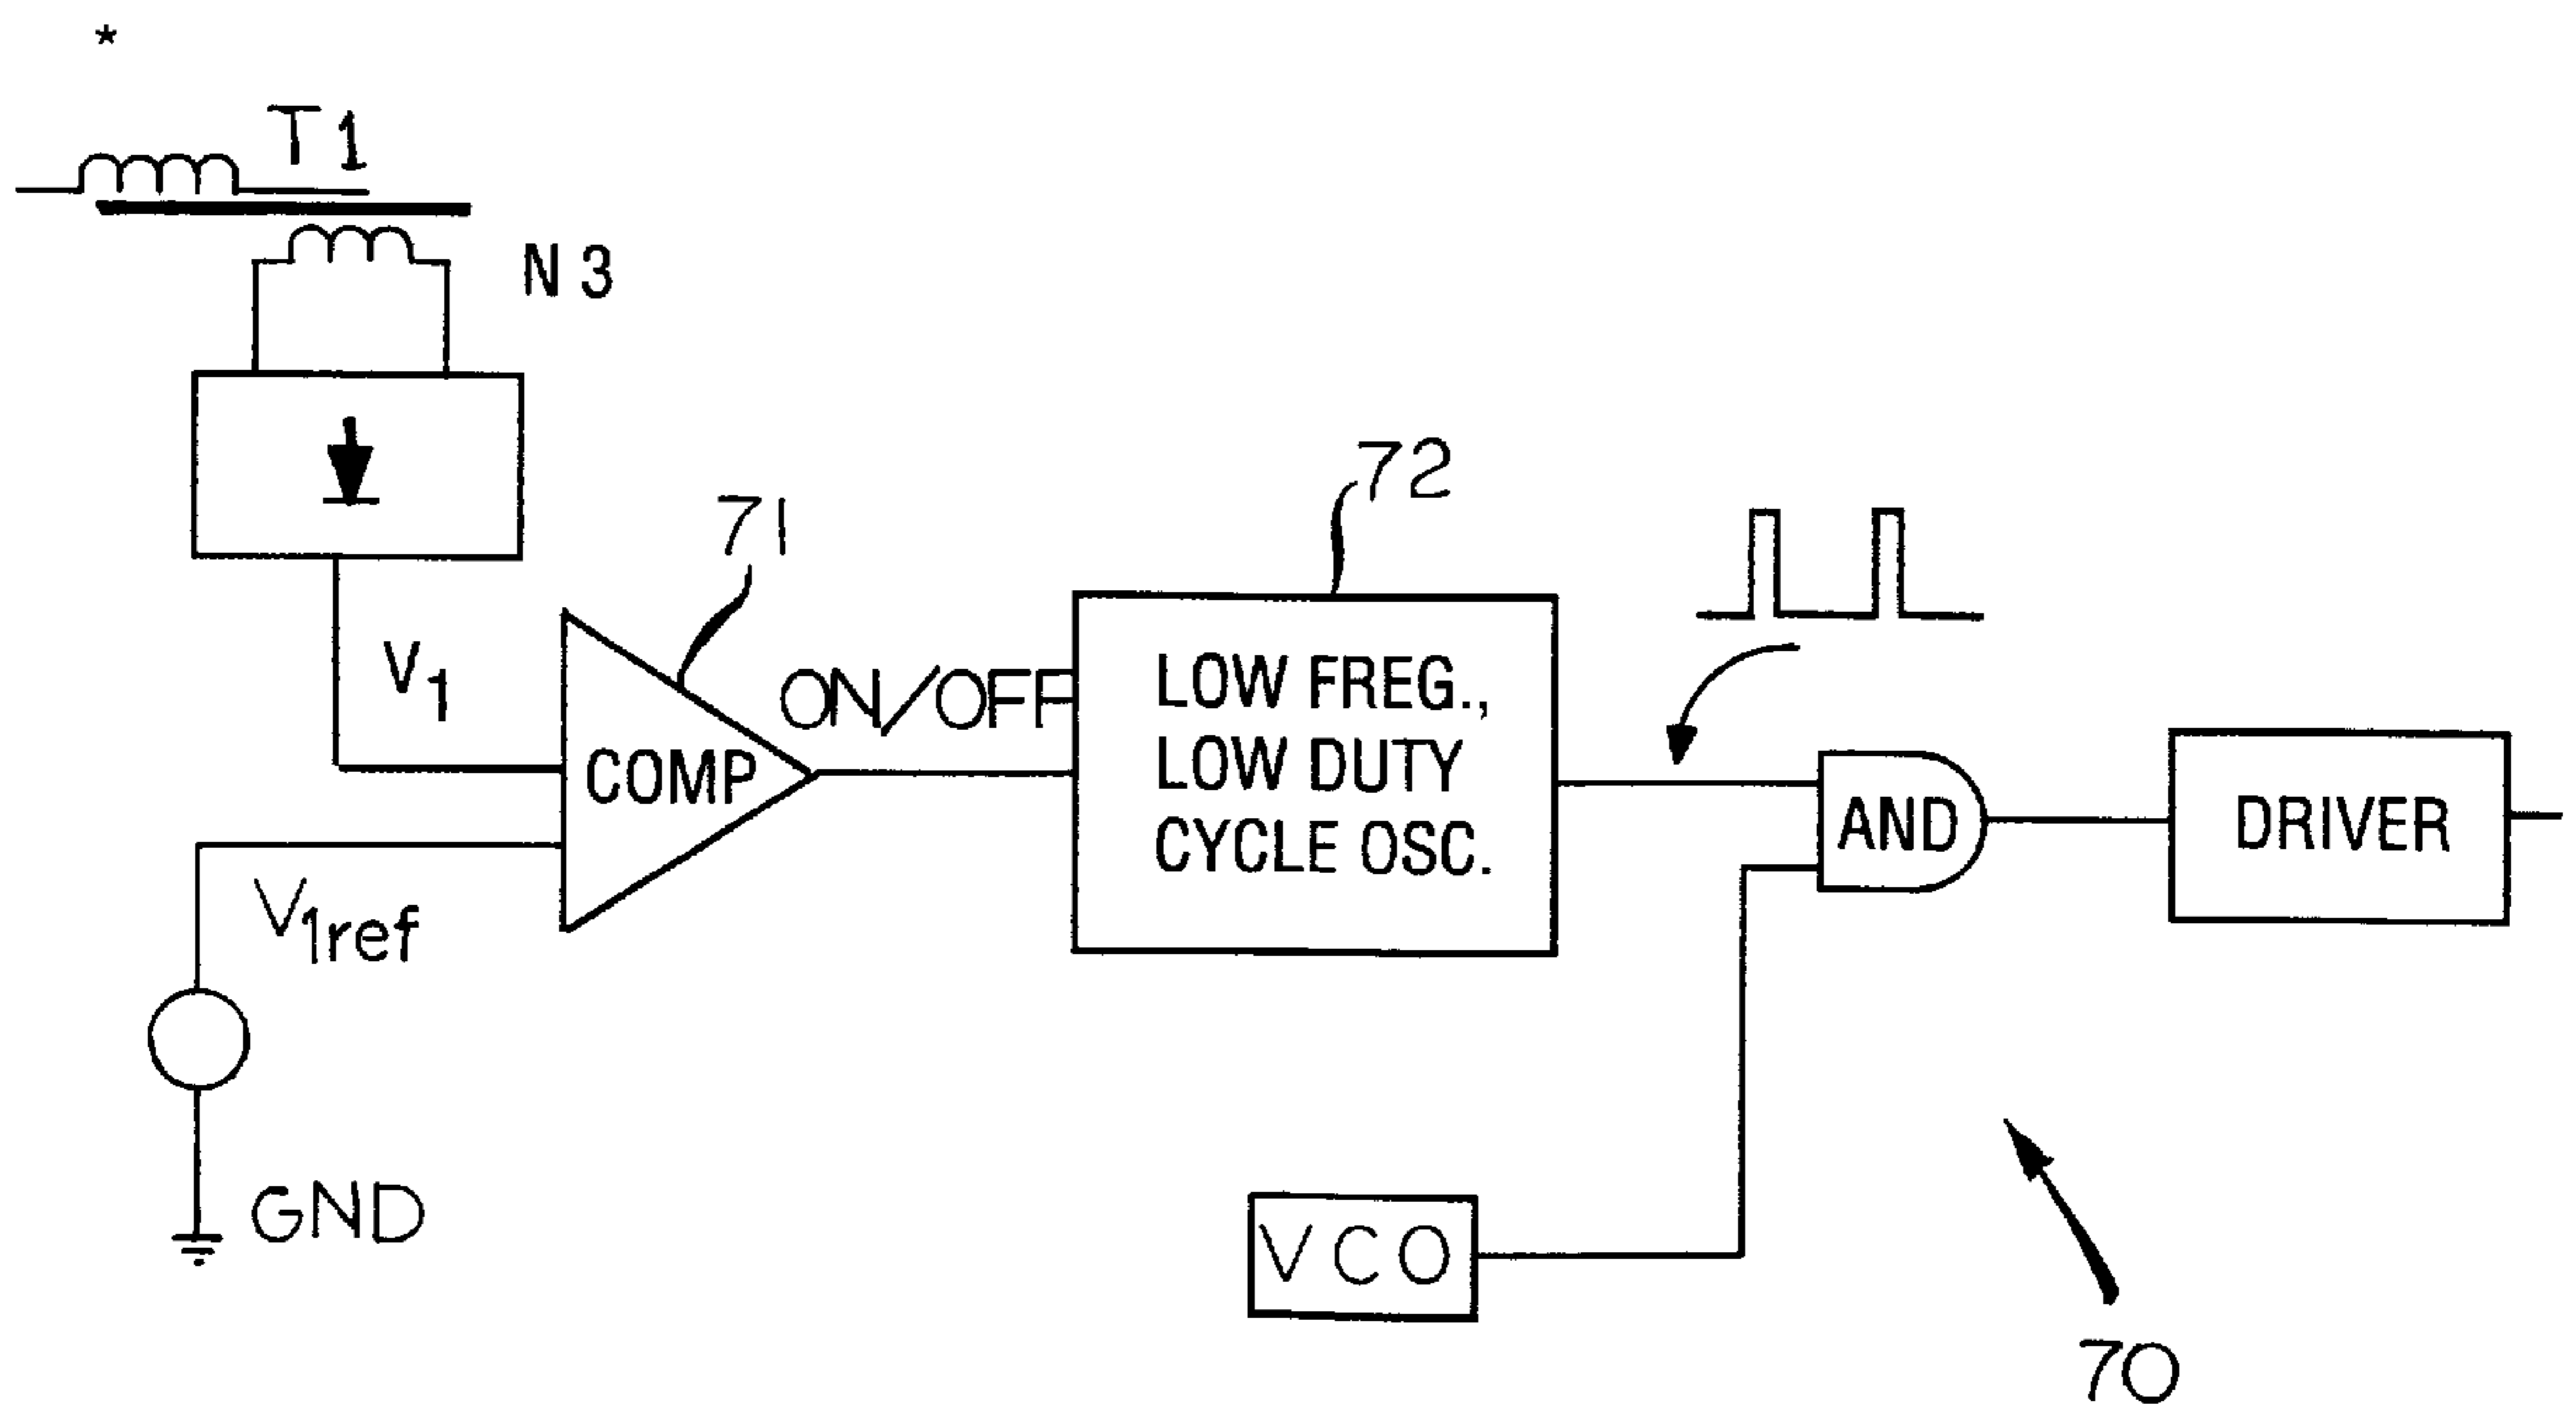 *
T1
N3
72
71
V1
ON/OFF
LOW FREG.,
LOW DUTY
CYCLE OSC.
COMP
AND
DRIVER
V1ref
GND
VCO
70